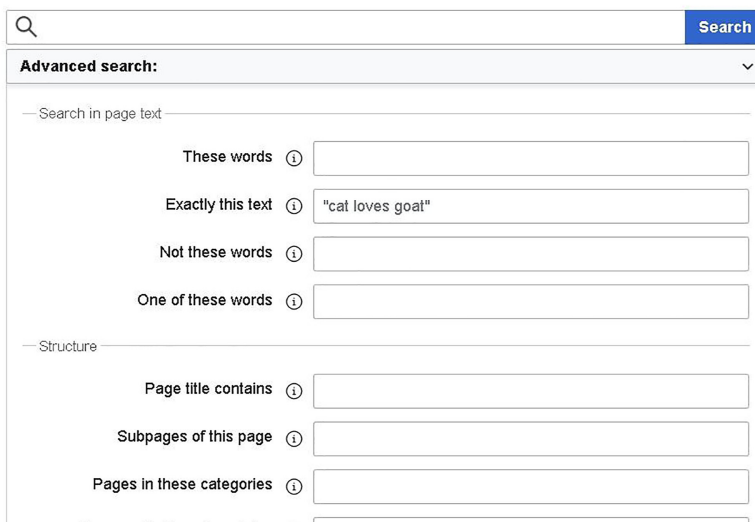 Search
Advanced search:
Search in page text
These words
Exactly this text "cat loves goat"
Not these words
One of these words
Structure
Page title contains
Subpages of this page
Pages in these categories